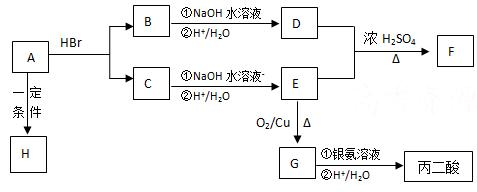 B
①NaOH 水溶液
②H⁺/H₂O
D
A
HBr
浓 H₂SO₄
Δ
F
C
①NaOH 水溶液
②H⁺/H₂O
E
一定
条件
O₂/Cu
Δ
H
G
①银氨溶液
②H⁺/H₂O
丙二酸